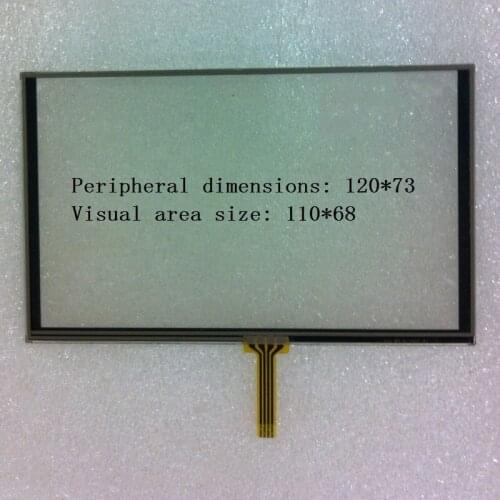 Peripheral dimensions: 120*73
Visual area size: 110*68